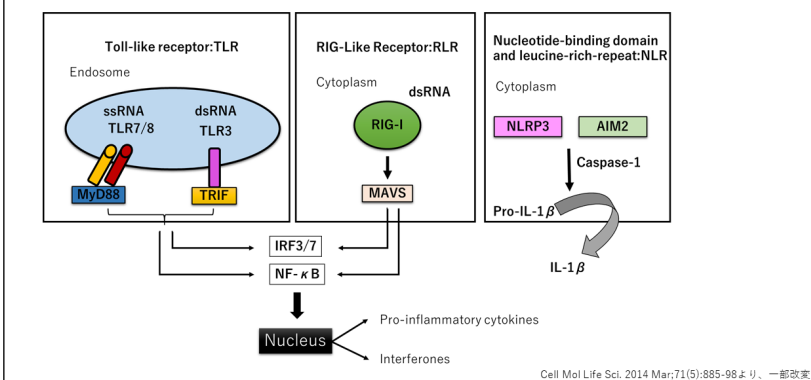 Toll-like receptor:TLR
Endosome
ssRNA
TLR7/8
dsRNA
TLR3
MyD88
TRIF
RIG-Like Receptor:RLR
Cytoplasm
dsRNA
RIG-I
MAVS
Nucleotide-binding domain
and leucine-rich-repeat:NLR
Cytoplasm
NLRP3
AIM2
Caspase-1
Pro-IL-1β
IL-1β
IRF3/7
NF-κB
Nucleus
Pro-inflammatory cytokines
Interferones
Cell Mol Life Sci. 2014 Mar;71(5):885-98より、一部改変